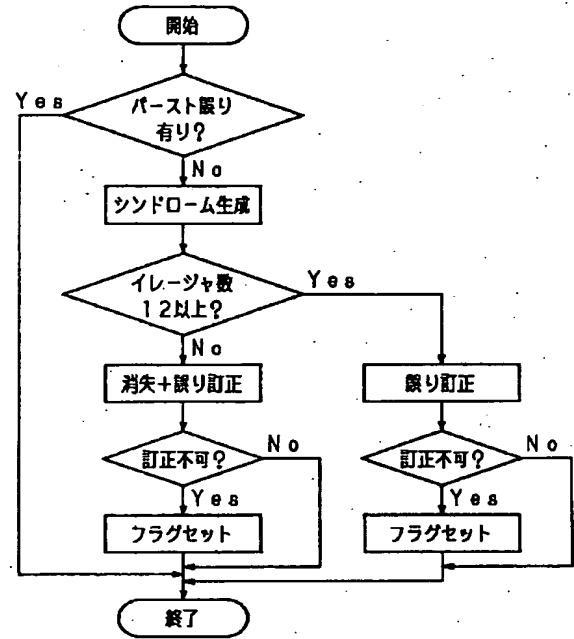 開始
Yes
バースト誤り
有り?
No
シンドローム生成
イレージャ数
12以上?
Yes
No
消失+誤り訂正
誤り訂正
訂正不可?
No
訂正不可?
No
Yes
Yes
フラグセット
フラグセット
終了